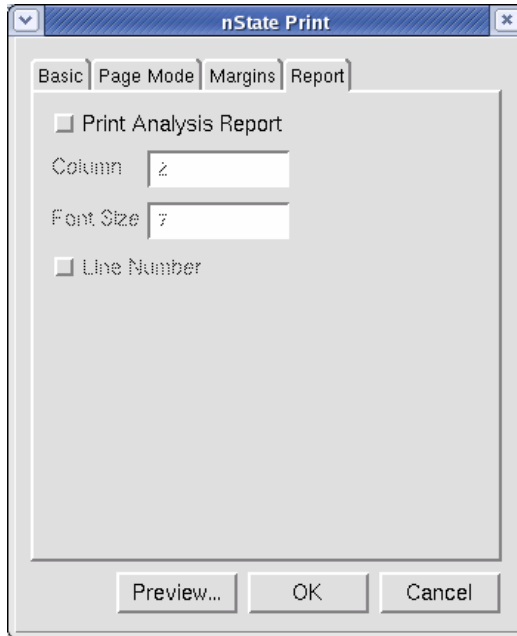 nState Print
Basic Page Mode Margins Report
Print Analysis Report
Column 2
Font Size 7
Line Number
Preview... OK Cancel